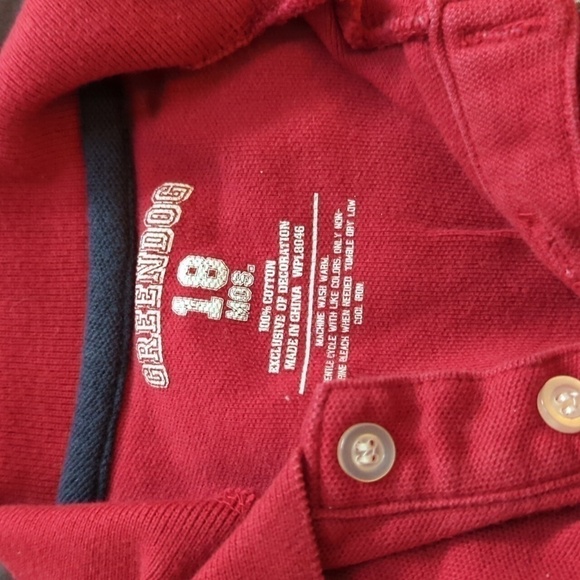 GREENDOG
18
MOS.
100% COTTON
EXCLUSIVE OF DECORATION
MADE IN CHINA WPL8046
MACHINE WASH WARM.
CYCLE WITH LIKE COLORS. ONLY NON-
BLEACH WHEN NEEDED TUMBLE DRY LOW
COOL IRON